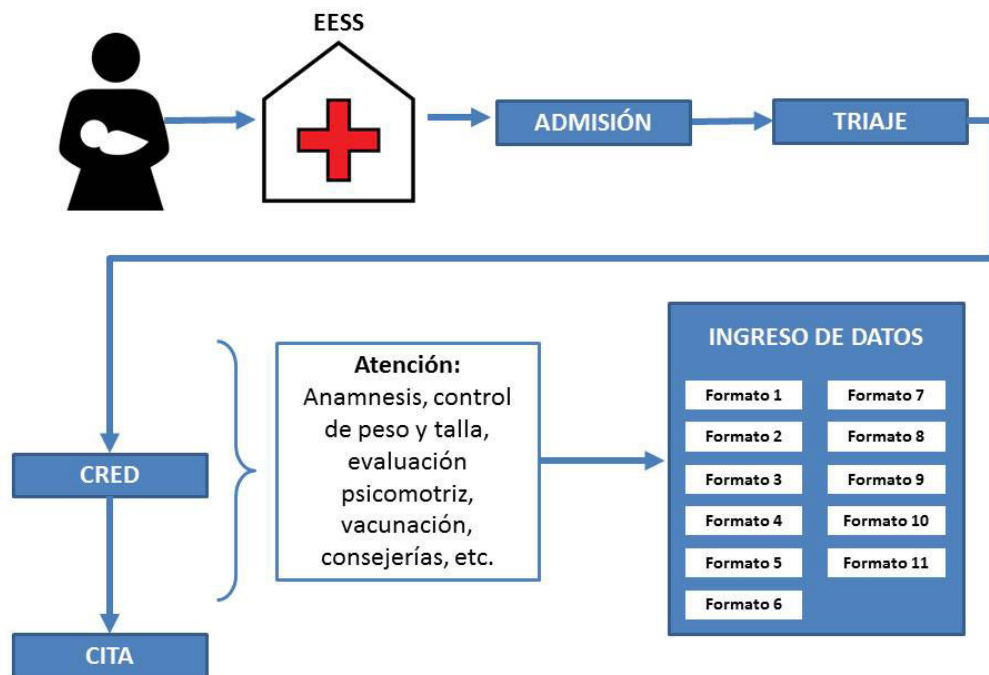 EESS
ADMISIÓN
TRIAJE
CRED
CITA
Atención:
Anamnesis, control
de peso y talla,
evaluación
psicomotriz,
vacunación,
consejerías, etc.
INGRESO DE DATOS
Formato 1
Formato 2
Formato 3
Formato 4
Formato 5
Formato 6
Formato 7
Formato 8
Formato 9
Formato 10
Formato 11